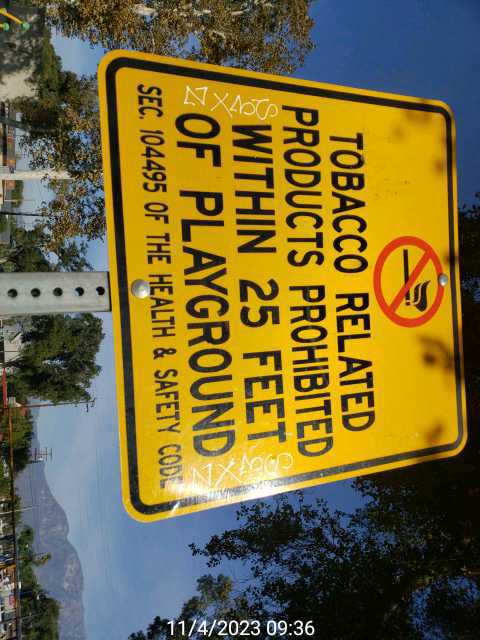 TOBACCO RELATED
PRODUCTS PROHIBITED
WITHIN 25 FEET
OF PLAYGROUND
SEC. 104495 OF THE HEALTH & SAFETY CODE
11/4/2023 09:36